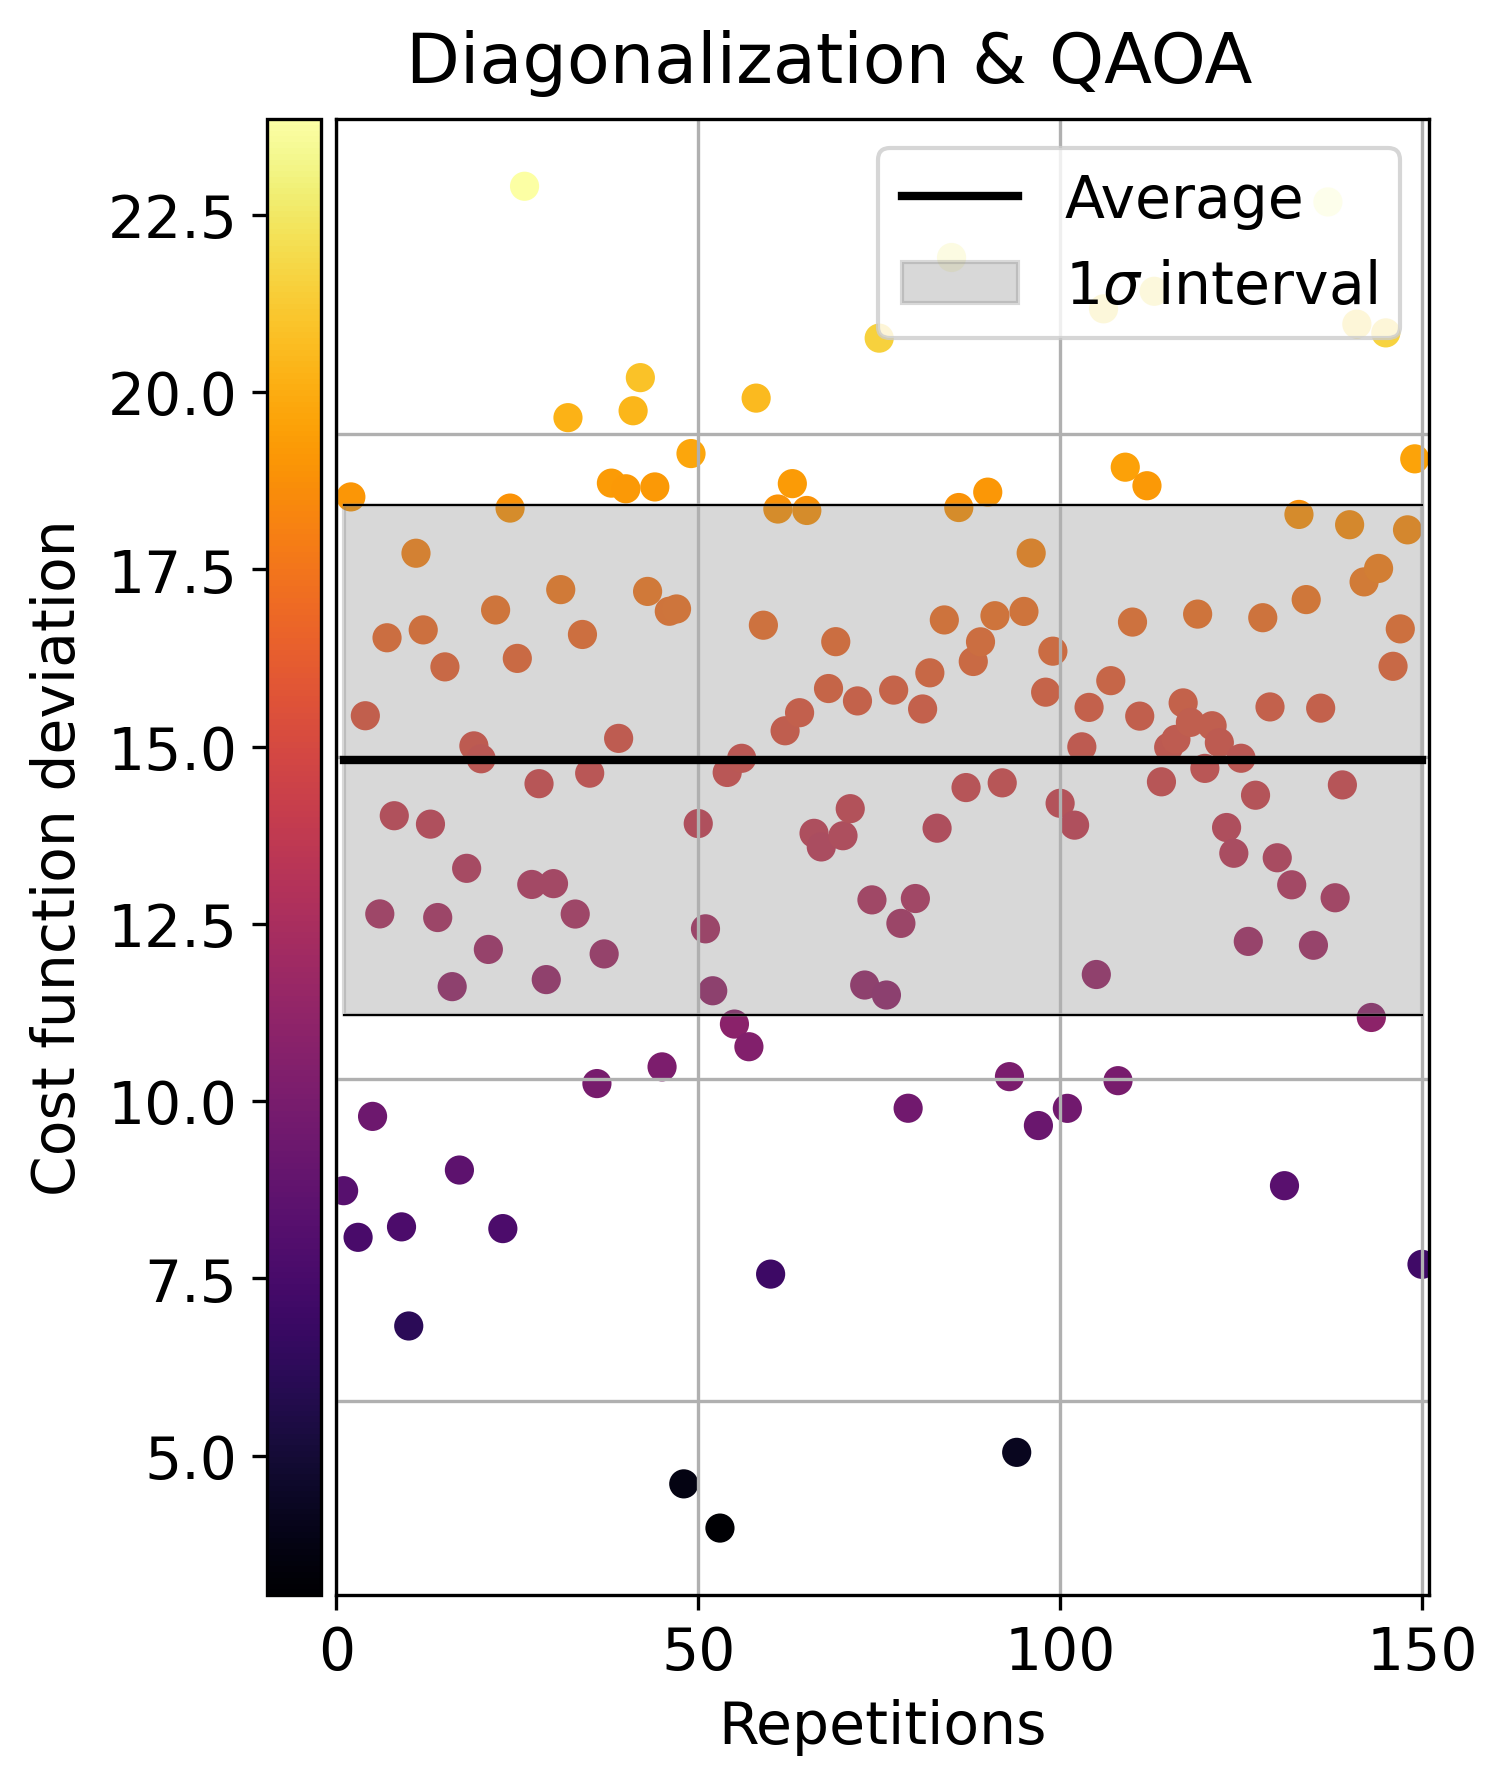 Diagonalization & QAOA
Average
1σ interval
22.5
20.0
17.5
15.0
12.5
10.0
7.5
5.0
Cost function deviation
0 50 100 150
Repetitions